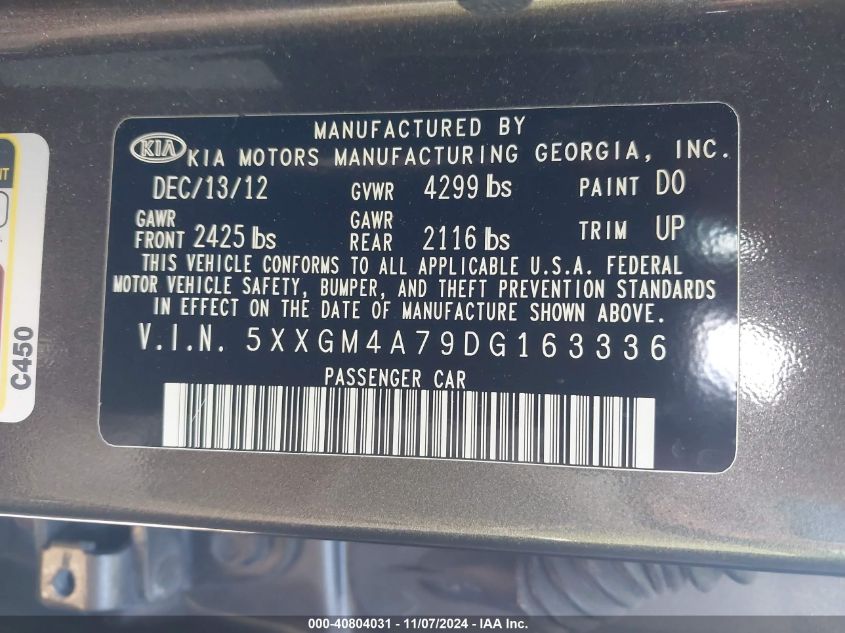 MANUFACTURED BY
KIA KIA MOTORS MANUFACTURING GEORGIA, INC.
DEC/13/12 GVWR 4299 lbs PAINT DO
GAWR FRONT 2425 lbs GAWR REAR 2116 lbs TRIM UP
THIS VEHICLE CONFORMS TO ALL APPLICABLE U.S.A. FEDERAL
MOTOR VEHICLE SAFETY, BUMPER, AND THEFT PREVENTION STANDARDS
IN EFFECT ON THE DATE OF MANUFACTURE SHOWN ABOVE.
V.I.N. 5XXGM4A79DG163336
PASSENGER CAR
C450
000-40804031 - 11/07/2024 - IAA Inc.